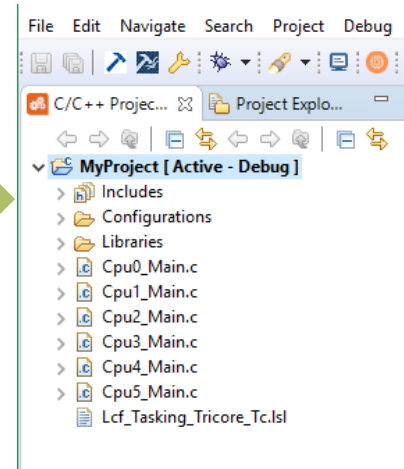 File Edit Navigate Search Project Debug
C/C++ Projec... Project Explo...
MyProject [ Active - Debug ]
Includes
Configurations
Libraries
Cpu0_Main.c
Cpu1_Main.c
Cpu2_Main.c
Cpu3_Main.c
Cpu4_Main.c
Cpu5_Main.c
Lcf_Tasking_Tricore_Tc.lsl